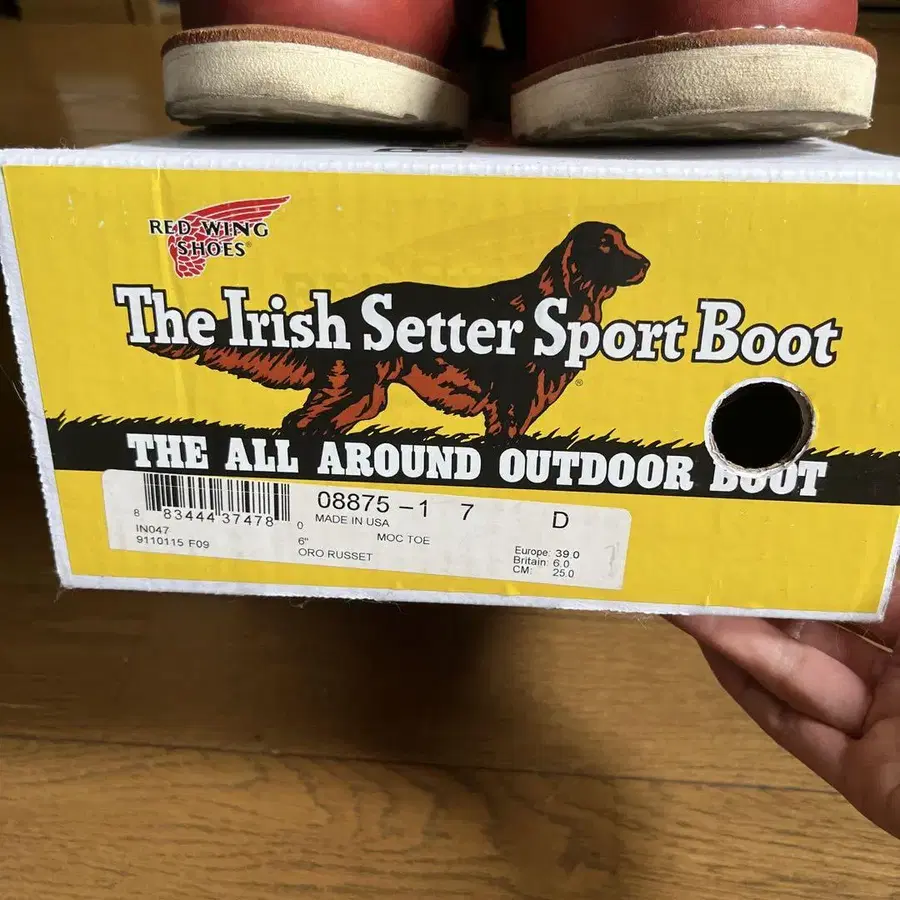 RED WING
SHOES®
The Irish Setter Sport Boot
®
THE ALL AROUND OUTDOOR BOOT
8 83444 37478 0
08875 -1 7 D
MADE IN USA
IN047
MOC TOE
9110115 F09
6"
ORO RUSSET
Europe: 39.0
Britain: 6.0
CM: 25.0